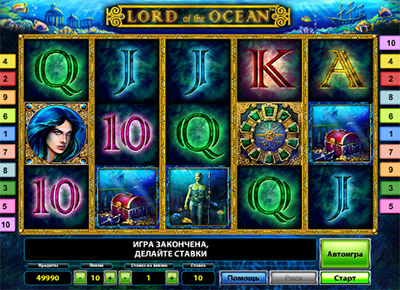 LORD of the OCEAN
10
4 Q J J K A 4
2 2
9 9
6 6
1 10 Q 1
7 7
8 8
3 10 Q J 3
5 5
10
ИГРА ЗАКОНЧЕНА,
ДЕЛАЙТЕ СТАВКИ
Автоигра
Кредиты Линии Ставка на линию Ставка
49990 10 1 10 Помощь Риск Старт